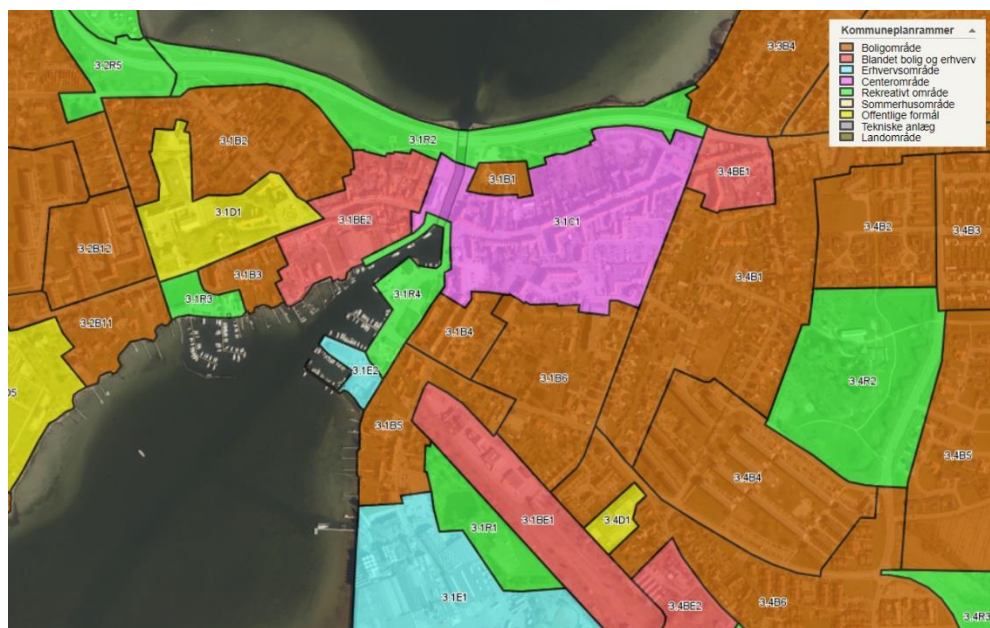 Kommuneplanrammer
Boligområde
Blandet bolig og erhverv
Erhvervsområde
Centerområde
Rekreativt område
Sommerhusområde
Offentlige formål
Tekniske anlæg
Landområde
3.3B4
3.2R5
3.1R2
3.1B2
3.1B1
3.4BE1
3.1D1
3.1BE2
3.1C1
3.4B2
3.4B3
3.2B12
3.1B3
3.4B1
3.1R3
3.1R4
3.2B11
3.1B4
3.1E2
3.1B6
3.4R2
D5
3.1B5
3.4B5
3.4B4
3.1R1
3.1BE1
3.4D1
3.1E1
3.4BE2
3.4B6
3.4R3